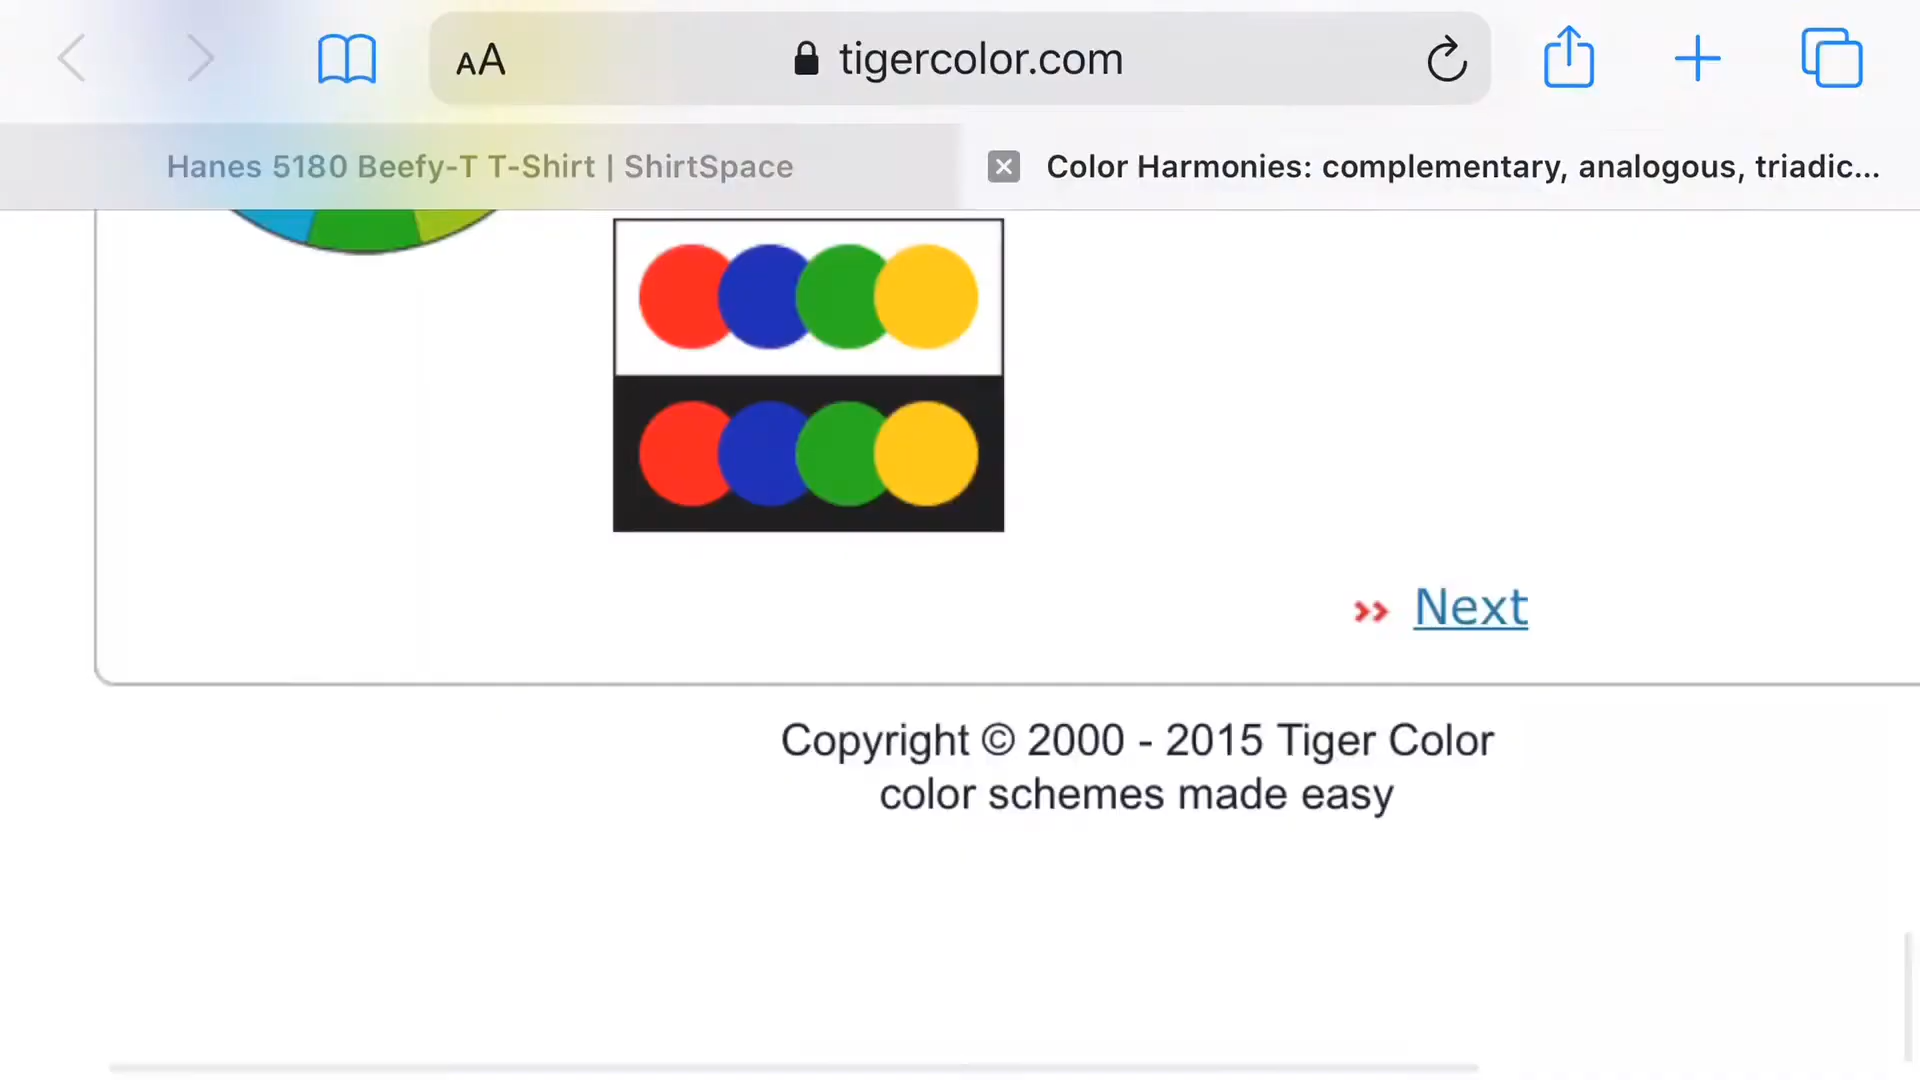 AA
tigercolor.com
Hanes 5180 Beefy-T T-Shirt | ShirtSpace
Color Harmonies: complementary, analogous, triadic...
Next
Copyright © 2000 - 2015 Tiger Color
color schemes made easy